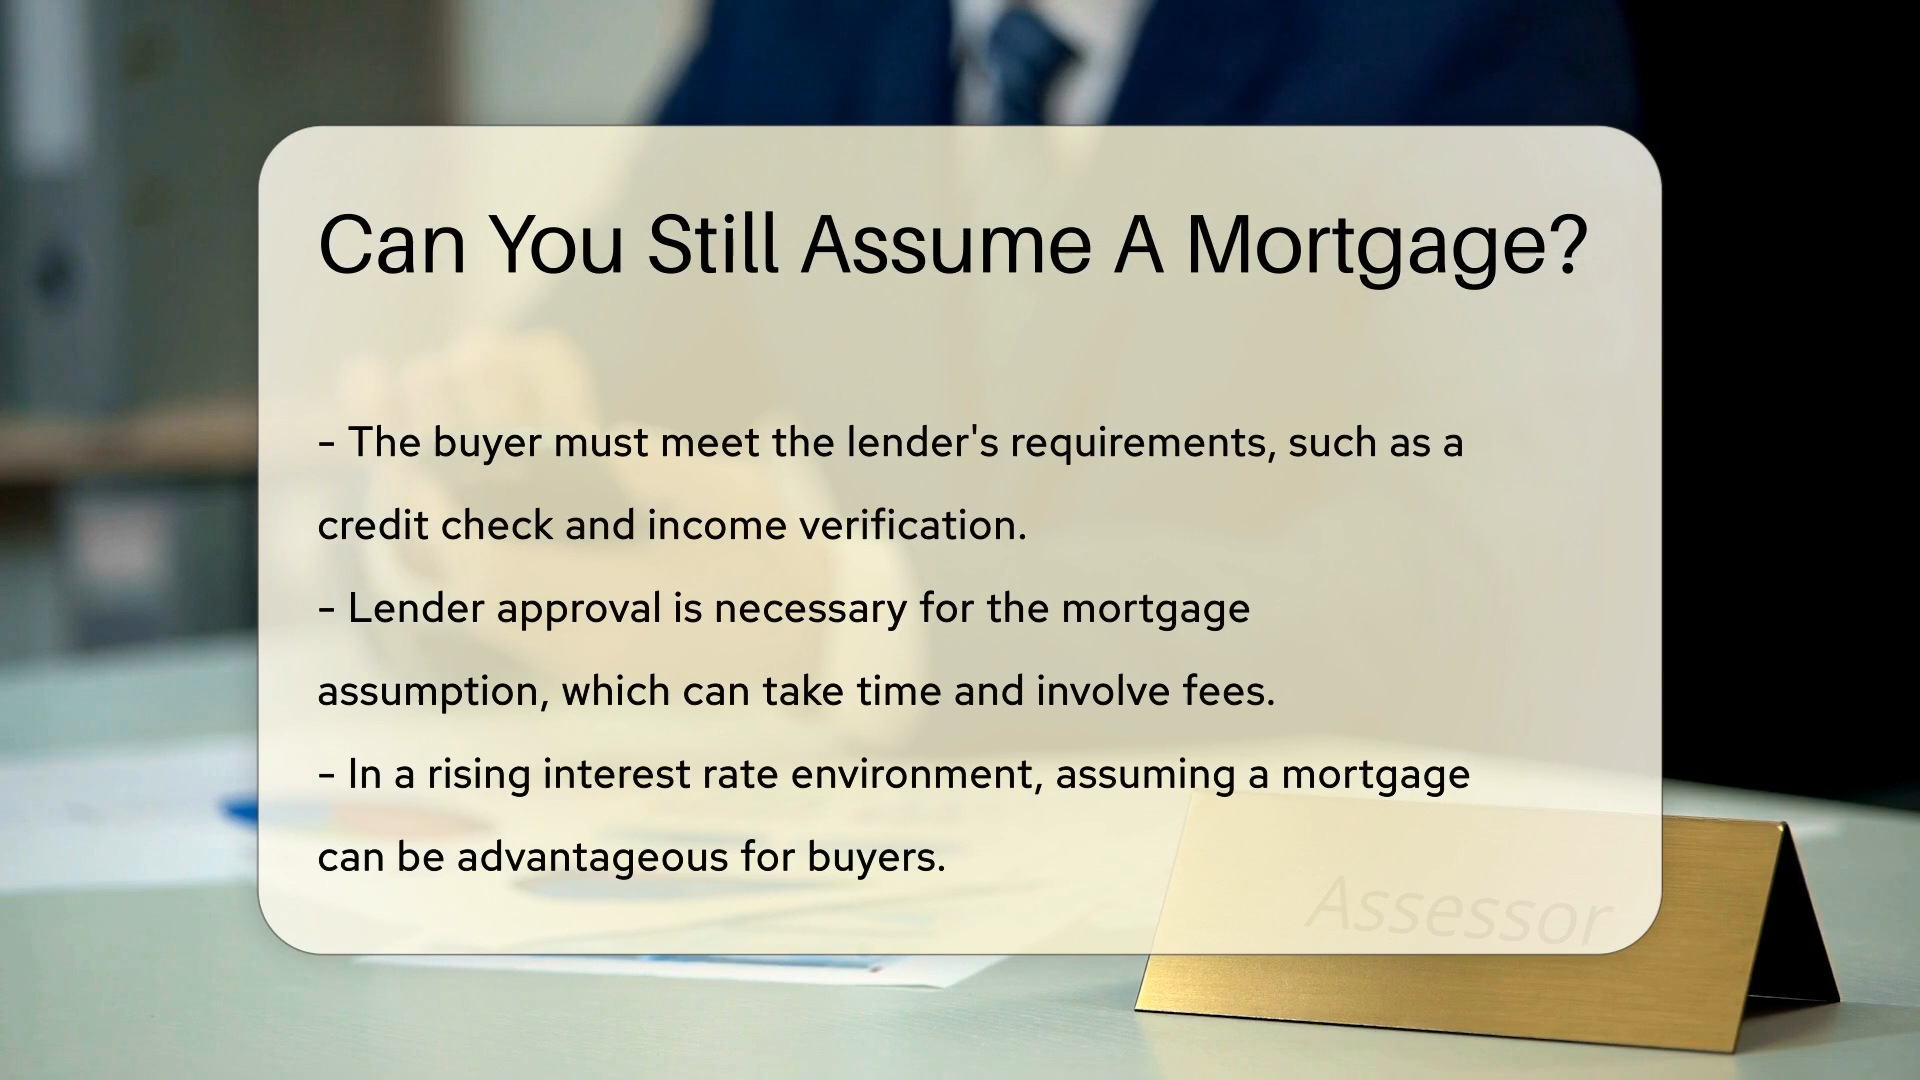 Can You Still Assume A Mortgage?
- The buyer must meet the lender's requirements, such as a
credit check and income verification.
- Lender approval is necessary for the mortgage
assumption, which can take time and involve fees.
- In a rising interest rate environment, assuming a mortgage
can be advantageous for buyers.
Assessor